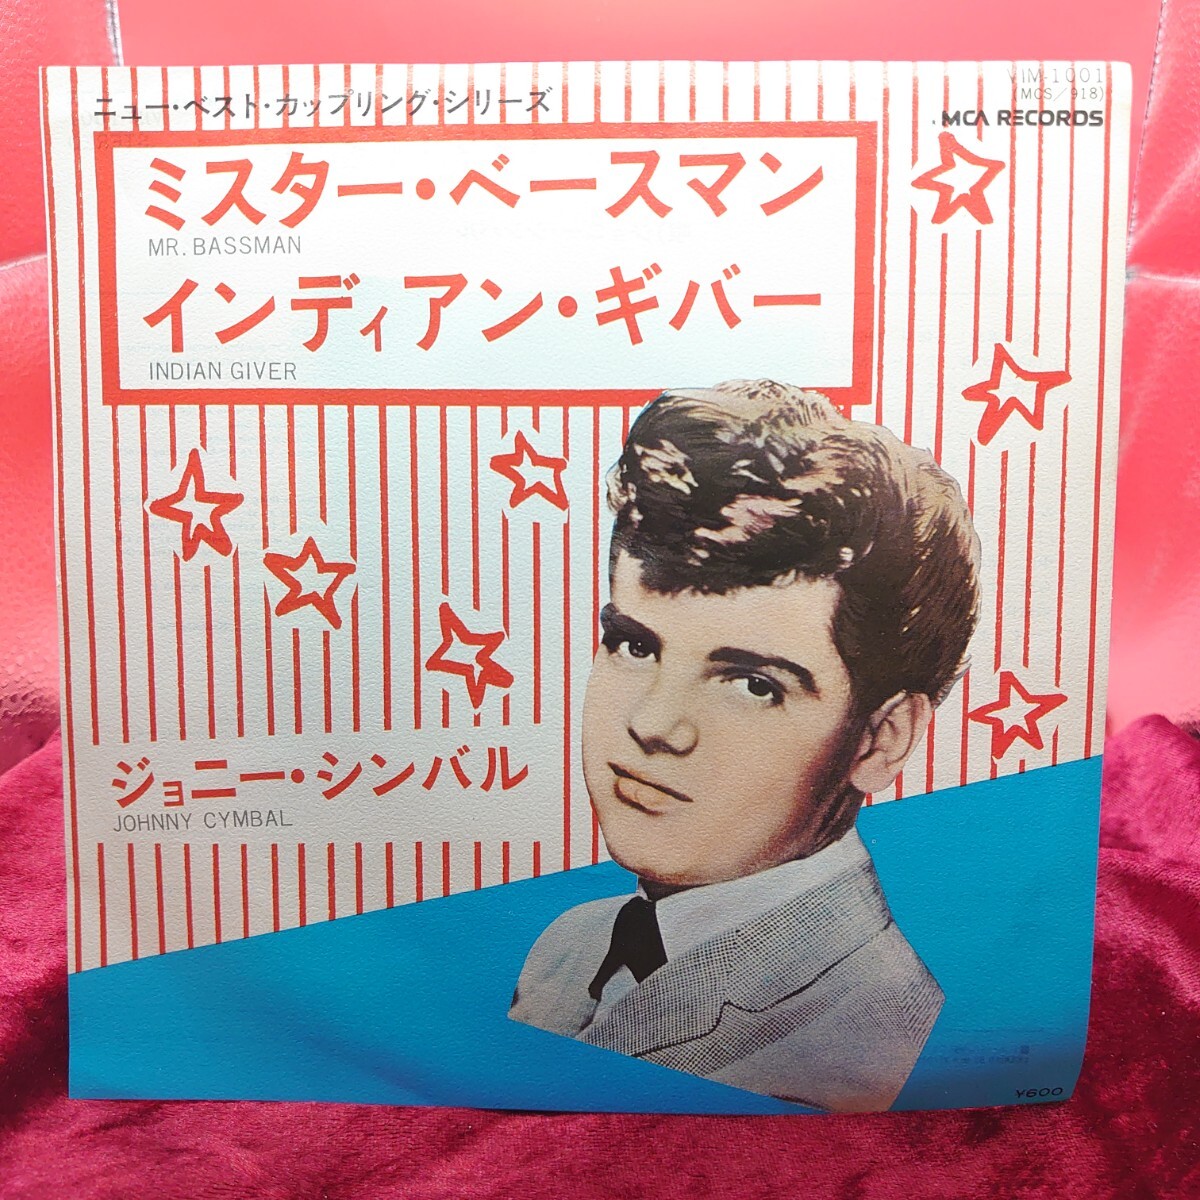 ニュー・ベスト・カップリング・シリーズ
VIM-1001
(MCS/918)
MCA RECORDS
ミスター・ベースマン
MR. BASSMAN
インディアン・ギバー
INDIAN GIVER
ジョニー・シンバル
JOHNNY CYMBAL
¥600